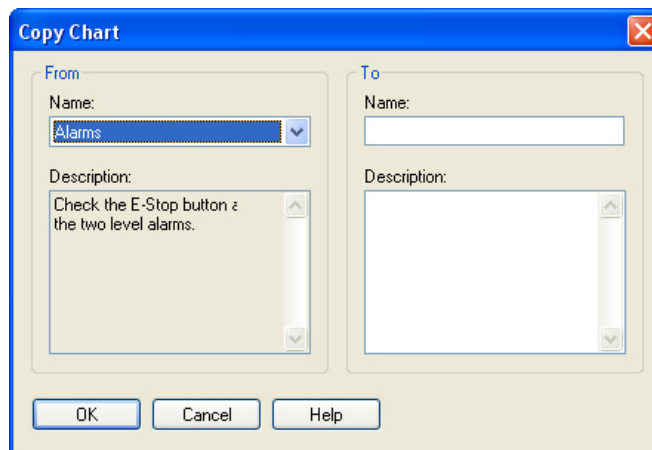 Copy Chart
From
Name:
Alarms
Description:
Check the E-Stop button a
the two level alarms.
To
Name:
Description:
OK
Cancel
Help